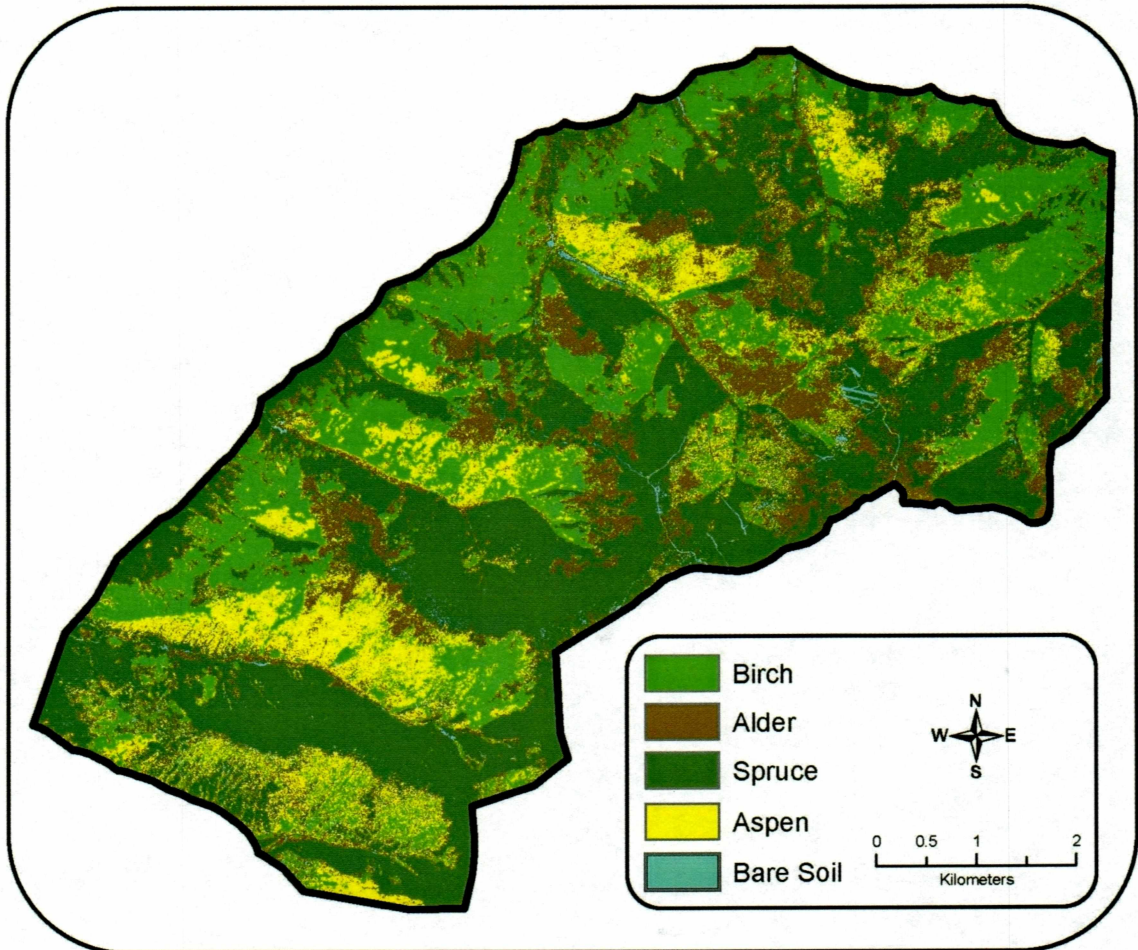 Birch
Alder
Spruce
Aspen
Bare Soil
N
W E
S
0 0.5 1 2
Kilometers